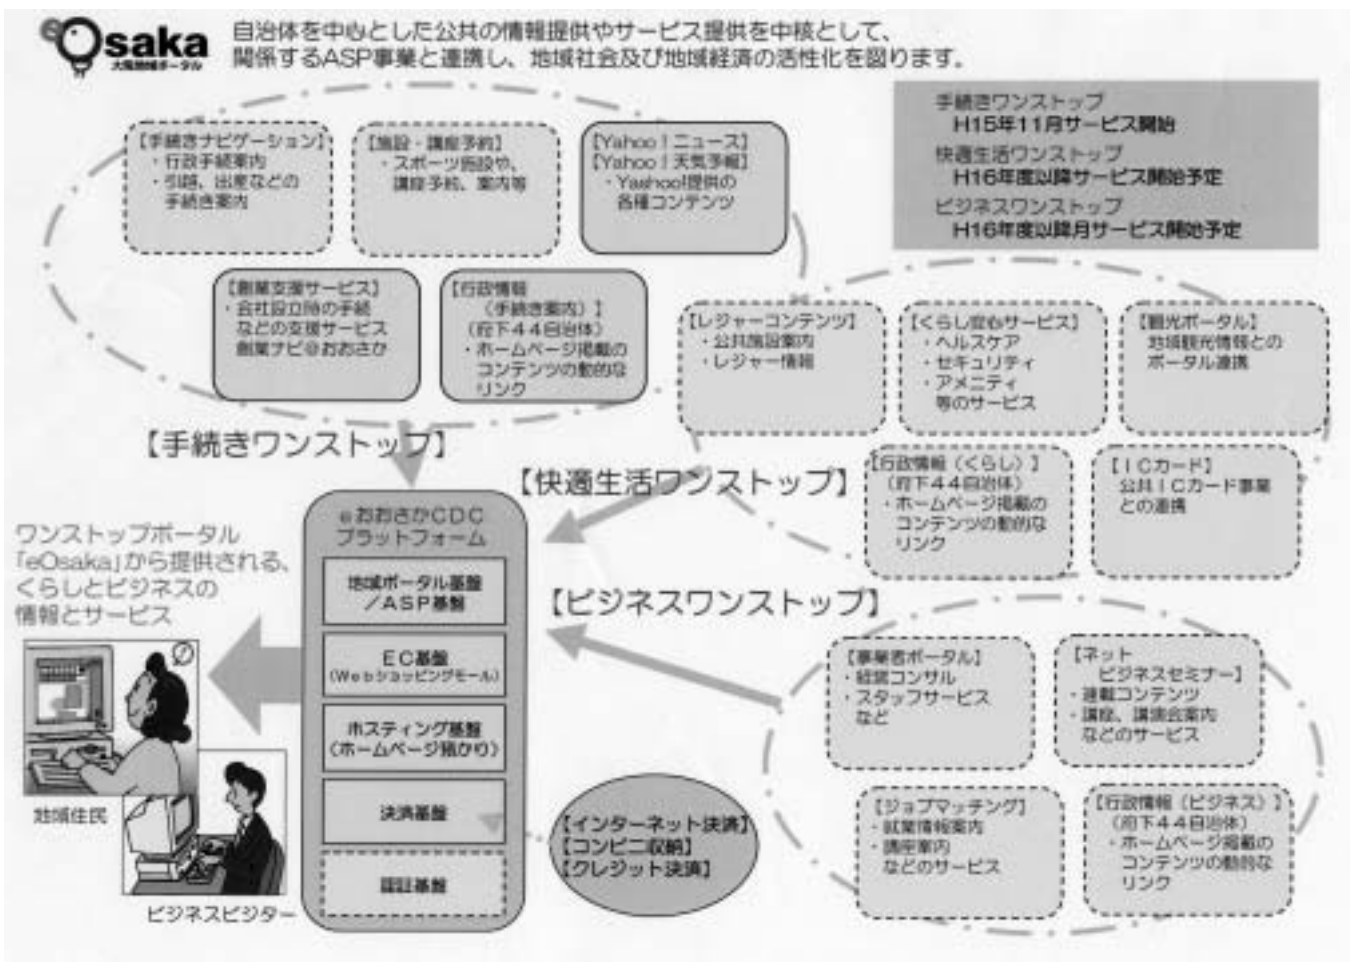 eOsaka
大阪地域ポータル
自治体を中心とした公共の情報提供やサービス提供を中核として、
関係するASP事業と連携し、地域社会及び地域経済の活性化を図ります。
手続きワンストップ
H15年11月サービス開始
快適生活ワンストップ
H16年度以降サービス開始予定
ビジネスワンストップ
H16年度以降月サービス開始予定
【手続きナビゲーション】
・行政手続案内
・引越、出産などの
手続き案内
【施設・講座予約】
・スポーツ施設や、
講座予約、案内等
【Yahoo!ニュース】
【Yahoo!天気予報】
・Yashoo!提供の
各種コンテンツ
【創業支援サービス】
・会社設立時の手続
などの支援サービス
創業ナビ@おおさか
【行政情報
(手続き案内)】
(府下44自治体)
・ホームページ掲載の
コンテンツの動的な
リンク
【手続きワンストップ】
【レジャーコンテンツ】
・公共施設案内
・レジャー情報
【くらし安心サービス】
・ヘルスケア
・セキュリティ
・アメニティ
等のサービス
【観光ポータル】
地域観光情報との
ポータル連携
【行政情報(くらし)】
(府下44自治体)
・ホームページ掲載の
コンテンツの動的な
リンク
【ICカード】
公共ICカード事業
との連携
【快適生活ワンストップ】
【ビジネスワンストップ】
【事業者ポータル】
・経営コンサル
・スタッフサービス
など
【ネット
ビジネスセミナー】
・連載コンテンツ
・講座、講演会案内
などのサービス
【ジョブマッチング】
・就業情報案内
・講座案内
などのサービス
【行政情報(ビジネス)】
(府下44自治体)
・ホームページ掲載の
コンテンツの動的な
リンク
eおおさかCDC
プラットフォーム
地域ポータル基盤
/ASP基盤
EC基盤
(Webショッピングモール)
ホスティング基盤
(ホームページ預かり)
決済基盤
認証基盤
【インターネット決済】
【コンビニ収納】
【クレジット決済】
ワンストップポータル
「eOsaka」から提供される、
くらしとビジネスの
情報とサービス
地域住民
ビジネスビジター